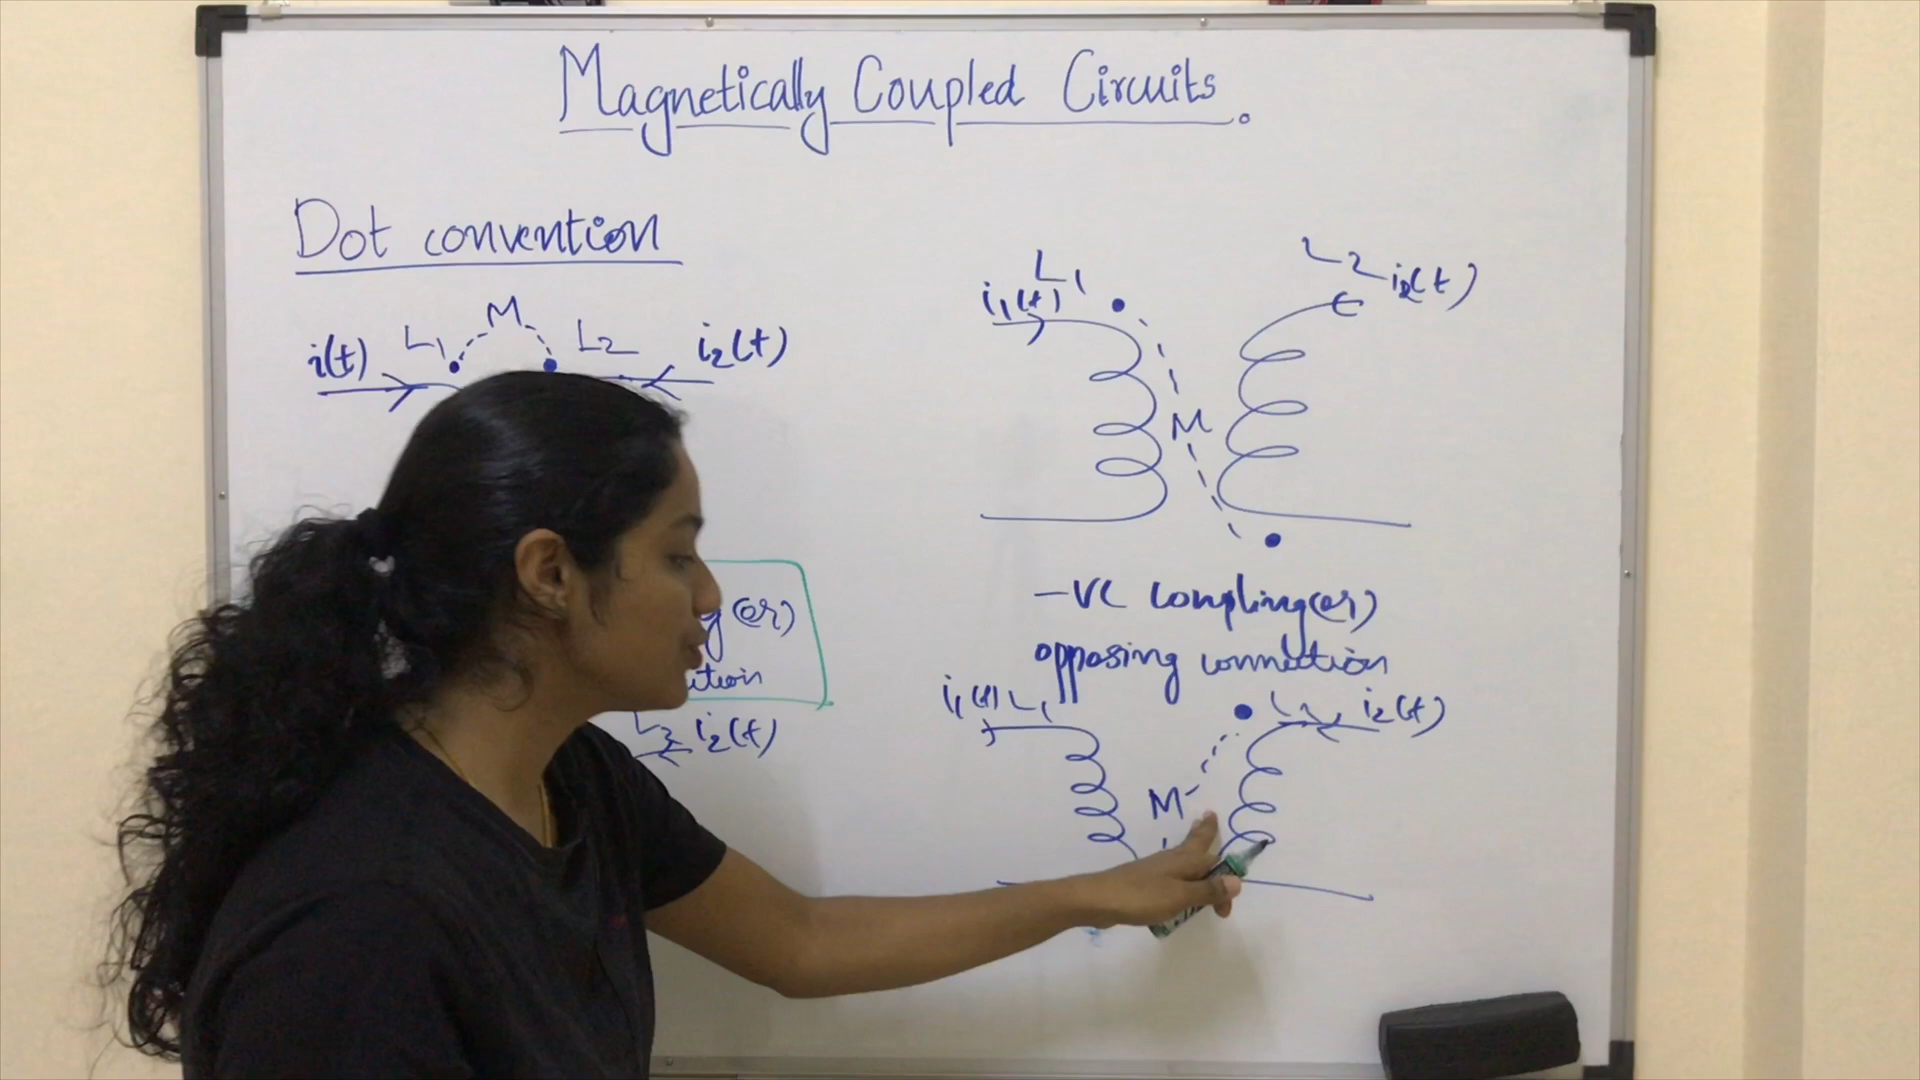 Magnetically Coupled Circuits.
Dot convention
M
i(t) L1 L2 i2(t)
g (or)
L2 i2(t)
L1 L2
i1(t) i2(t)
M
-ve coupling (or)
opposing connection
i1(t) L1 L2 i2(t)
M